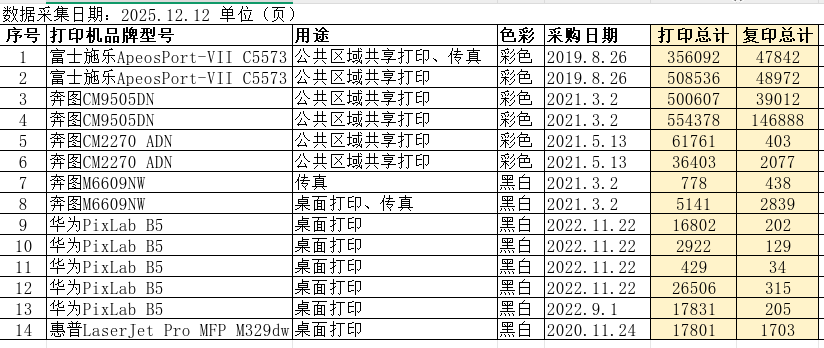 数据采集日期：2025.12.12 单位（页）
序号 打印机品牌型号 用途 色彩 采购日期 打印总计 复印总计
1 富士施乐ApeosPort-VII C5573 公共区域共享打印、传真 彩色 2019.8.26 356092 47842
2 富士施乐ApeosPort-VII C5573 公共区域共享打印 彩色 2019.8.26 508536 48972
3 奔图CM9505DN 公共区域共享打印 彩色 2021.3.2 500607 39012
4 奔图CM9505DN 公共区域共享打印 彩色 2021.3.2 554378 146888
5 奔图CM2270 ADN 公共区域共享打印 彩色 2021.5.13 61761 403
6 奔图CM2270 ADN 公共区域共享打印 彩色 2021.5.13 36403 2077
7 奔图M6609NW 传真 黑白 2021.3.2 778 438
8 奔图M6609NW 桌面打印、传真 黑白 2021.3.2 5141 2839
9 华为PixLab B5 桌面打印 黑白 2022.11.22 16802 202
10 华为PixLab B5 桌面打印 黑白 2022.11.22 2922 129
11 华为PixLab B5 桌面打印 黑白 2022.11.22 429 34
12 华为PixLab B5 桌面打印 黑白 2022.11.22 26506 315
13 华为PixLab B5 桌面打印 黑白 2022.9.1 17831 205
14 惠普LaserJet Pro MFP M329dw 桌面打印 黑白 2020.11.24 17801 1703